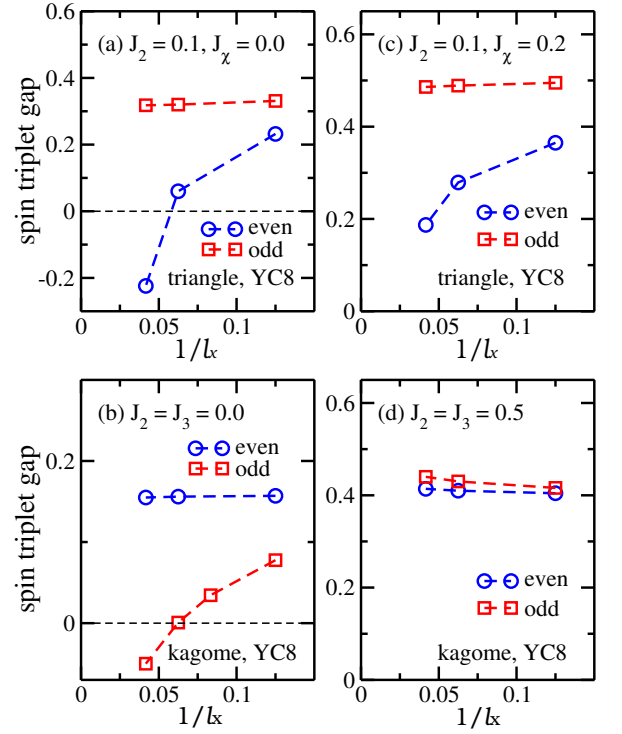 spin triplet gap
0.6
0.4
0.2
0
-0.2
(a) J2 = 0.1, Jχ = 0.0
even
odd
triangle, YC8
0 0.05 0.1
1/lx
0.6
0.4
0.2
0
(c) J2 = 0.1, Jχ = 0.2
even
odd
triangle, YC8
0 0.05 0.1
1/lx
spin triplet gap
0.2
0
(b) J2 = J3 = 0.0
even
odd
kagome, YC8
0 0.05 0.1
1/lx
0.6
0.4
0.2
0
(d) J2 = J3 = 0.5
even
odd
kagome, YC8
0 0.05 0.1
1/lx